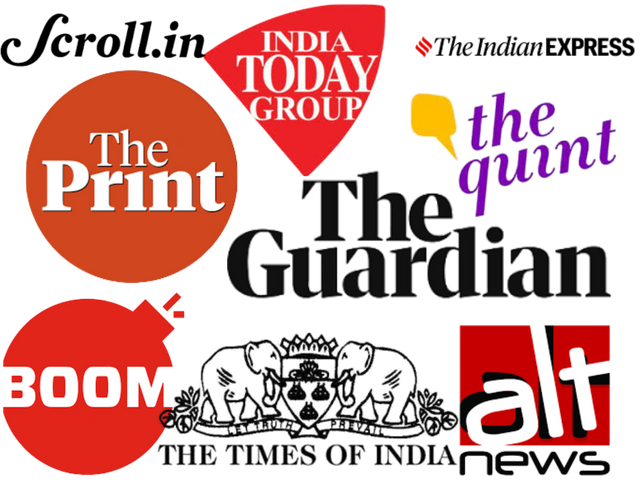 Scroll.in
INDIA
TODAY
GROUP
The Indian EXPRESS
The
Print
the
quint
The
Guardian
BOOM
LET TRUTH PREVAIL
THE TIMES OF INDIA
alt
news